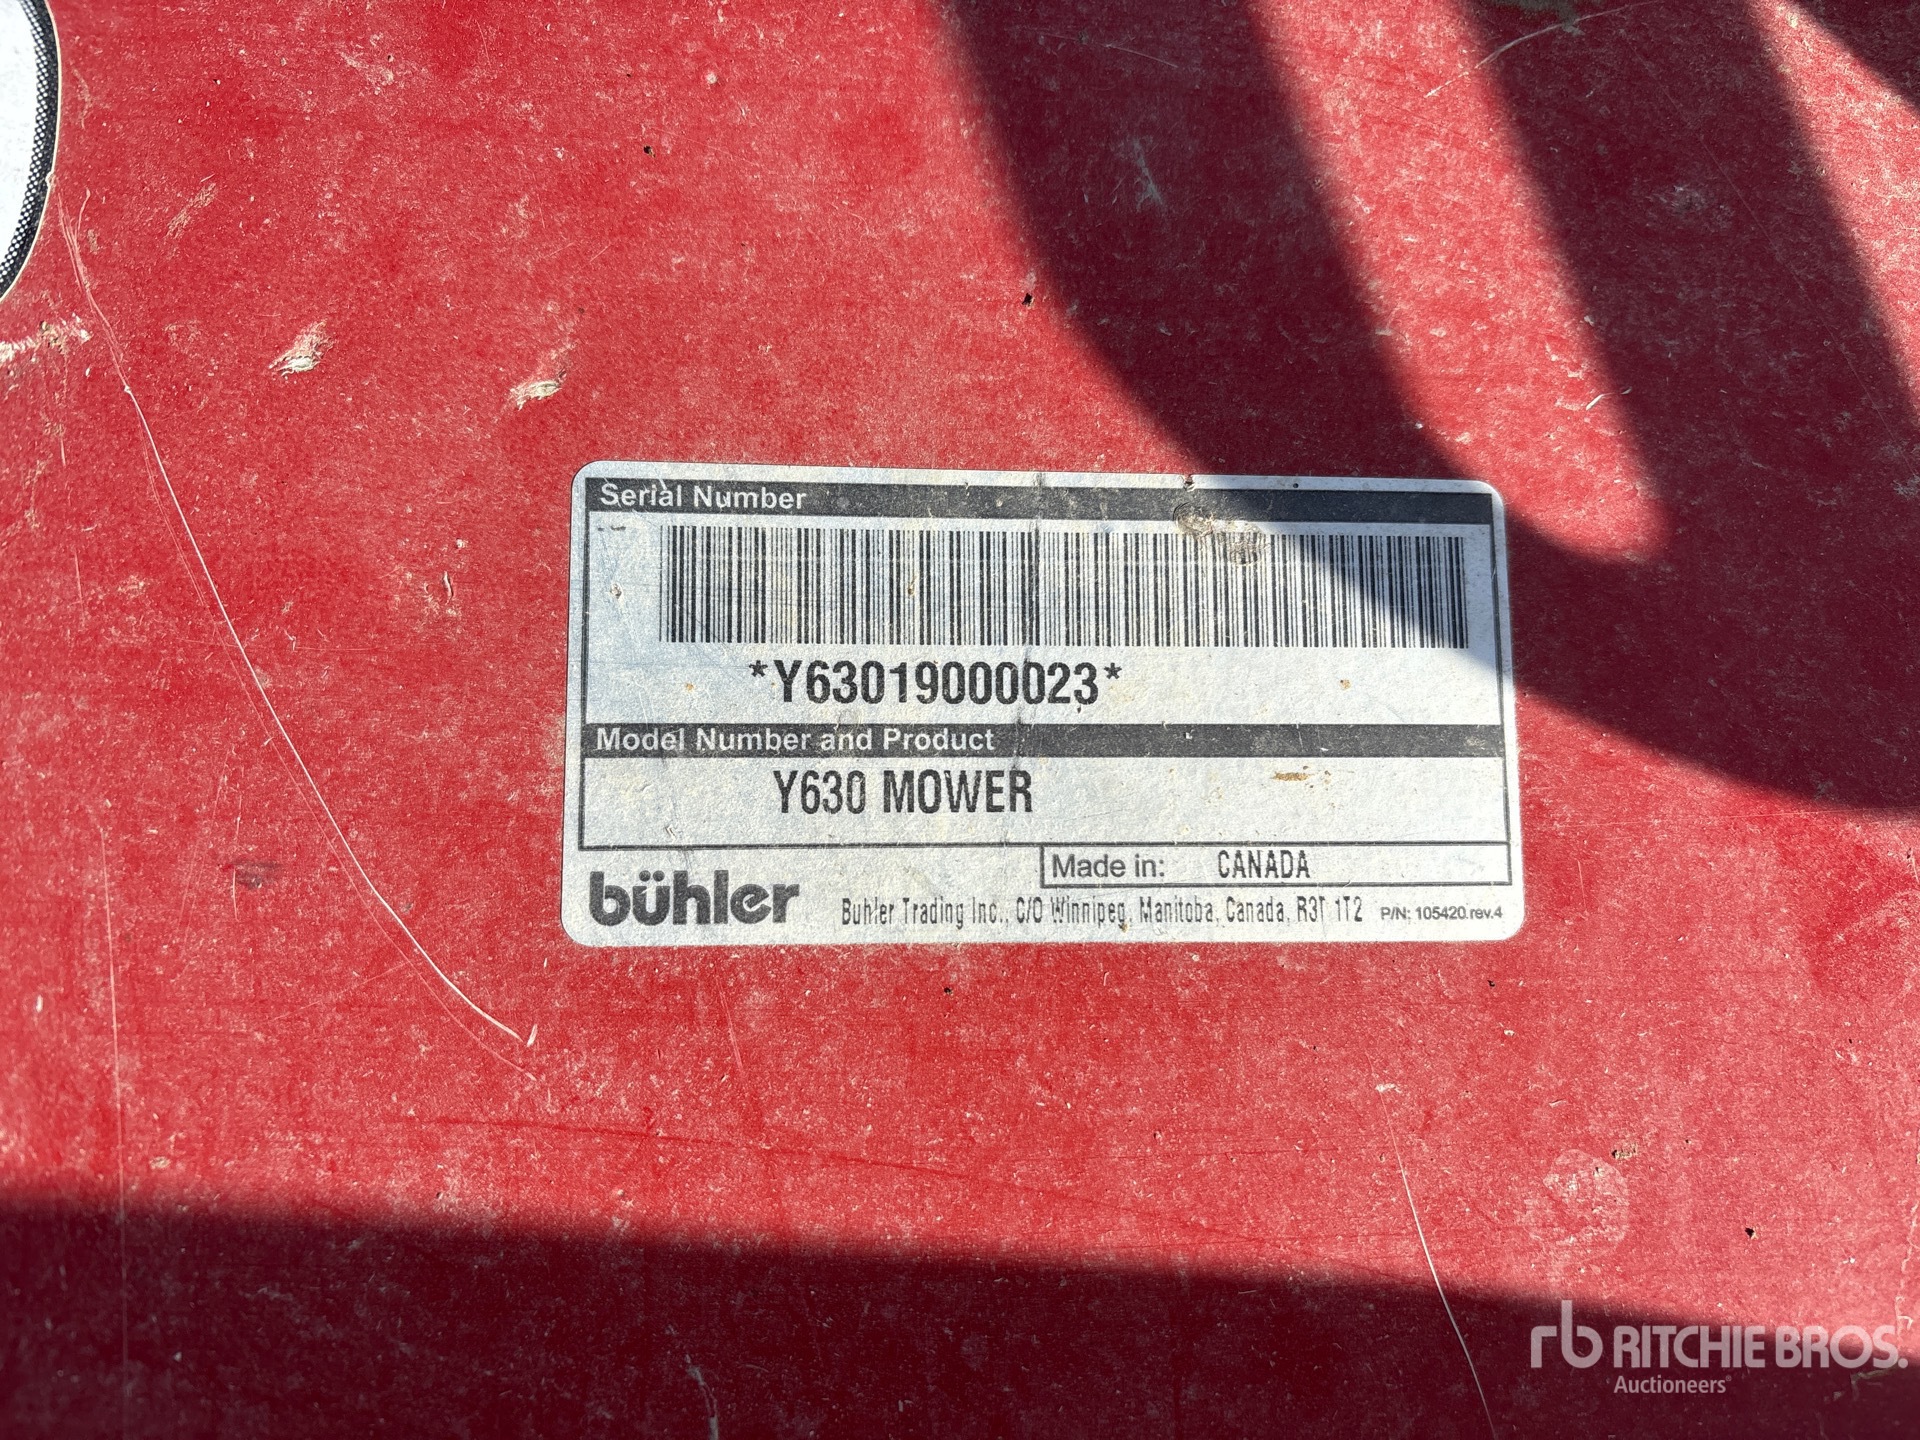 Serial Number
*Y63019000023*
Model Number and Product
Y630 MOWER
Made in: CANADA
bühler
Buhler Trading Inc., C/O Winnipeg, Manitoba, Canada, R3T 1T2 P/N: 105420.rev.4
rb RITCHIE BROS.
Auctioneers